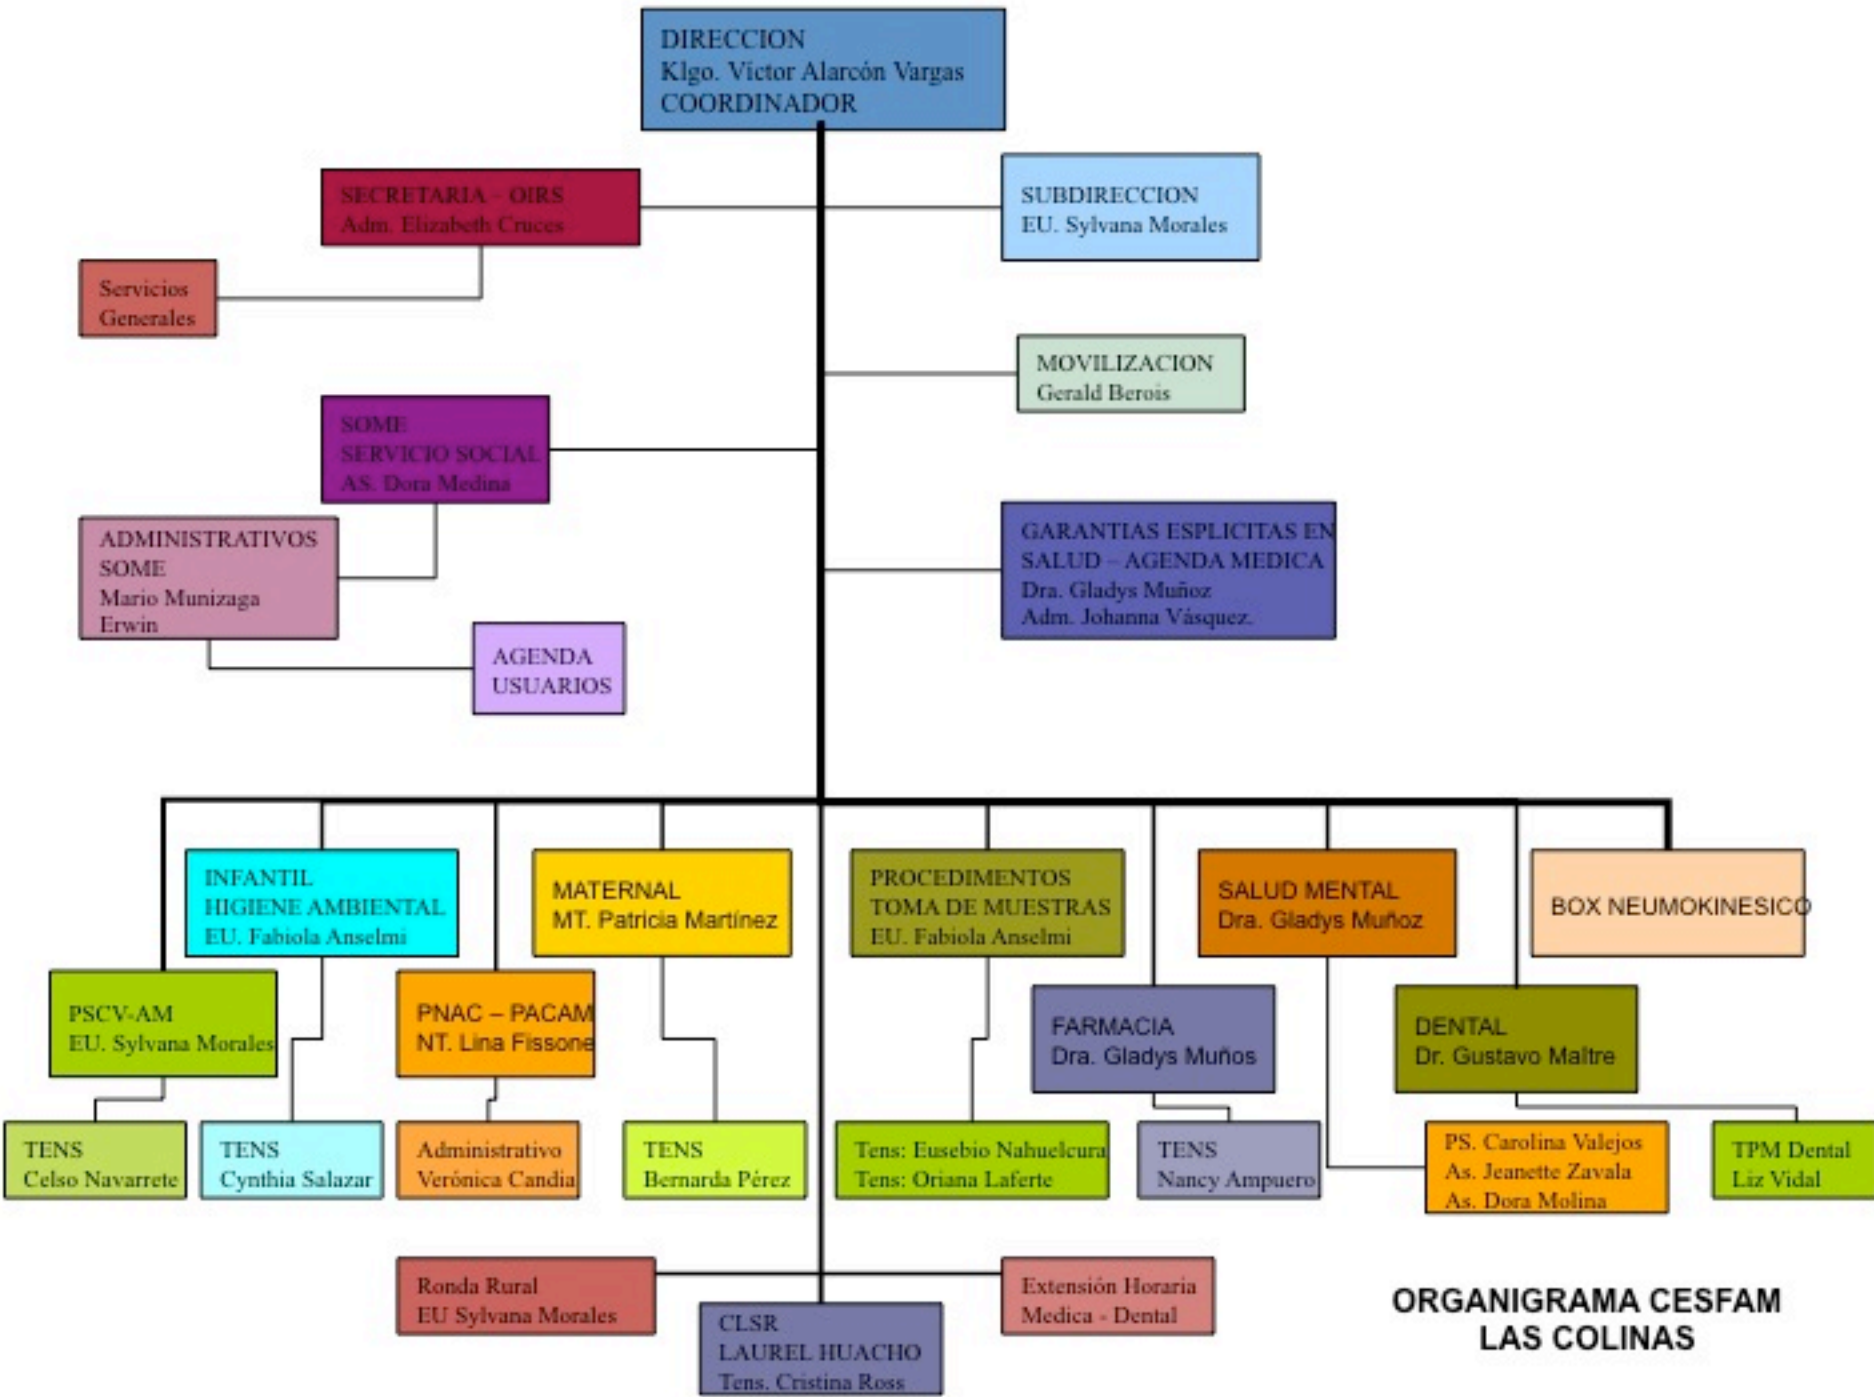 DIRECCION
Klgo. Víctor Alarcón Vargas
COORDINADOR
SECRETARIA - OIRS
Adm. Elizabeth Cruces
SUBDIRECCION
EU. Sylvana Morales
Servicios
Generales
MOVILIZACION
Gerald Berois
SOME
SERVICIO SOCIAL
AS. Dora Medina
GARANTIAS ESPLICITAS EN
SALUD – AGENDA MEDICA
Dra. Gladys Muñoz
Adm. Johanna Vásquez.
ADMINISTRATIVOS
SOME
Mario Munizaga
Erwin
AGENDA
USUARIOS
INFANTIL
HIGIENE AMBIENTAL
EU. Fabiola Anselmi
MATERNAL
MT. Patricia Martínez
PROCEDIMENTOS
TOMA DE MUESTRAS
EU. Fabiola Anselmi
SALUD MENTAL
Dra. Gladys Muñoz
BOX NEUMOKINESICO
PSCV-AM
EU. Sylvana Morales
PNAC – PACAM
NT. Lina Fissone
FARMACIA
Dra. Gladys Muños
DENTAL
Dr. Gustavo Maltre
TENS
Celso Navarrete
TENS
Cynthia Salazar
Administrativo
Verónica Candia
TENS
Bernarda Pérez
Tens: Eusebio Nahuelcura
Tens: Oriana Laferte
TENS
Nancy Ampuero
PS. Carolina Valejos
As. Jeanette Zavala
As. Dora Molina
TPM Dental
Liz Vidal
Ronda Rural
EU Sylvana Morales
CLSR
LAUREL HUACHO
Tens. Cristina Ross
Extensión Horaria
Medica - Dental
ORGANIGRAMA CESFAM
LAS COLINAS